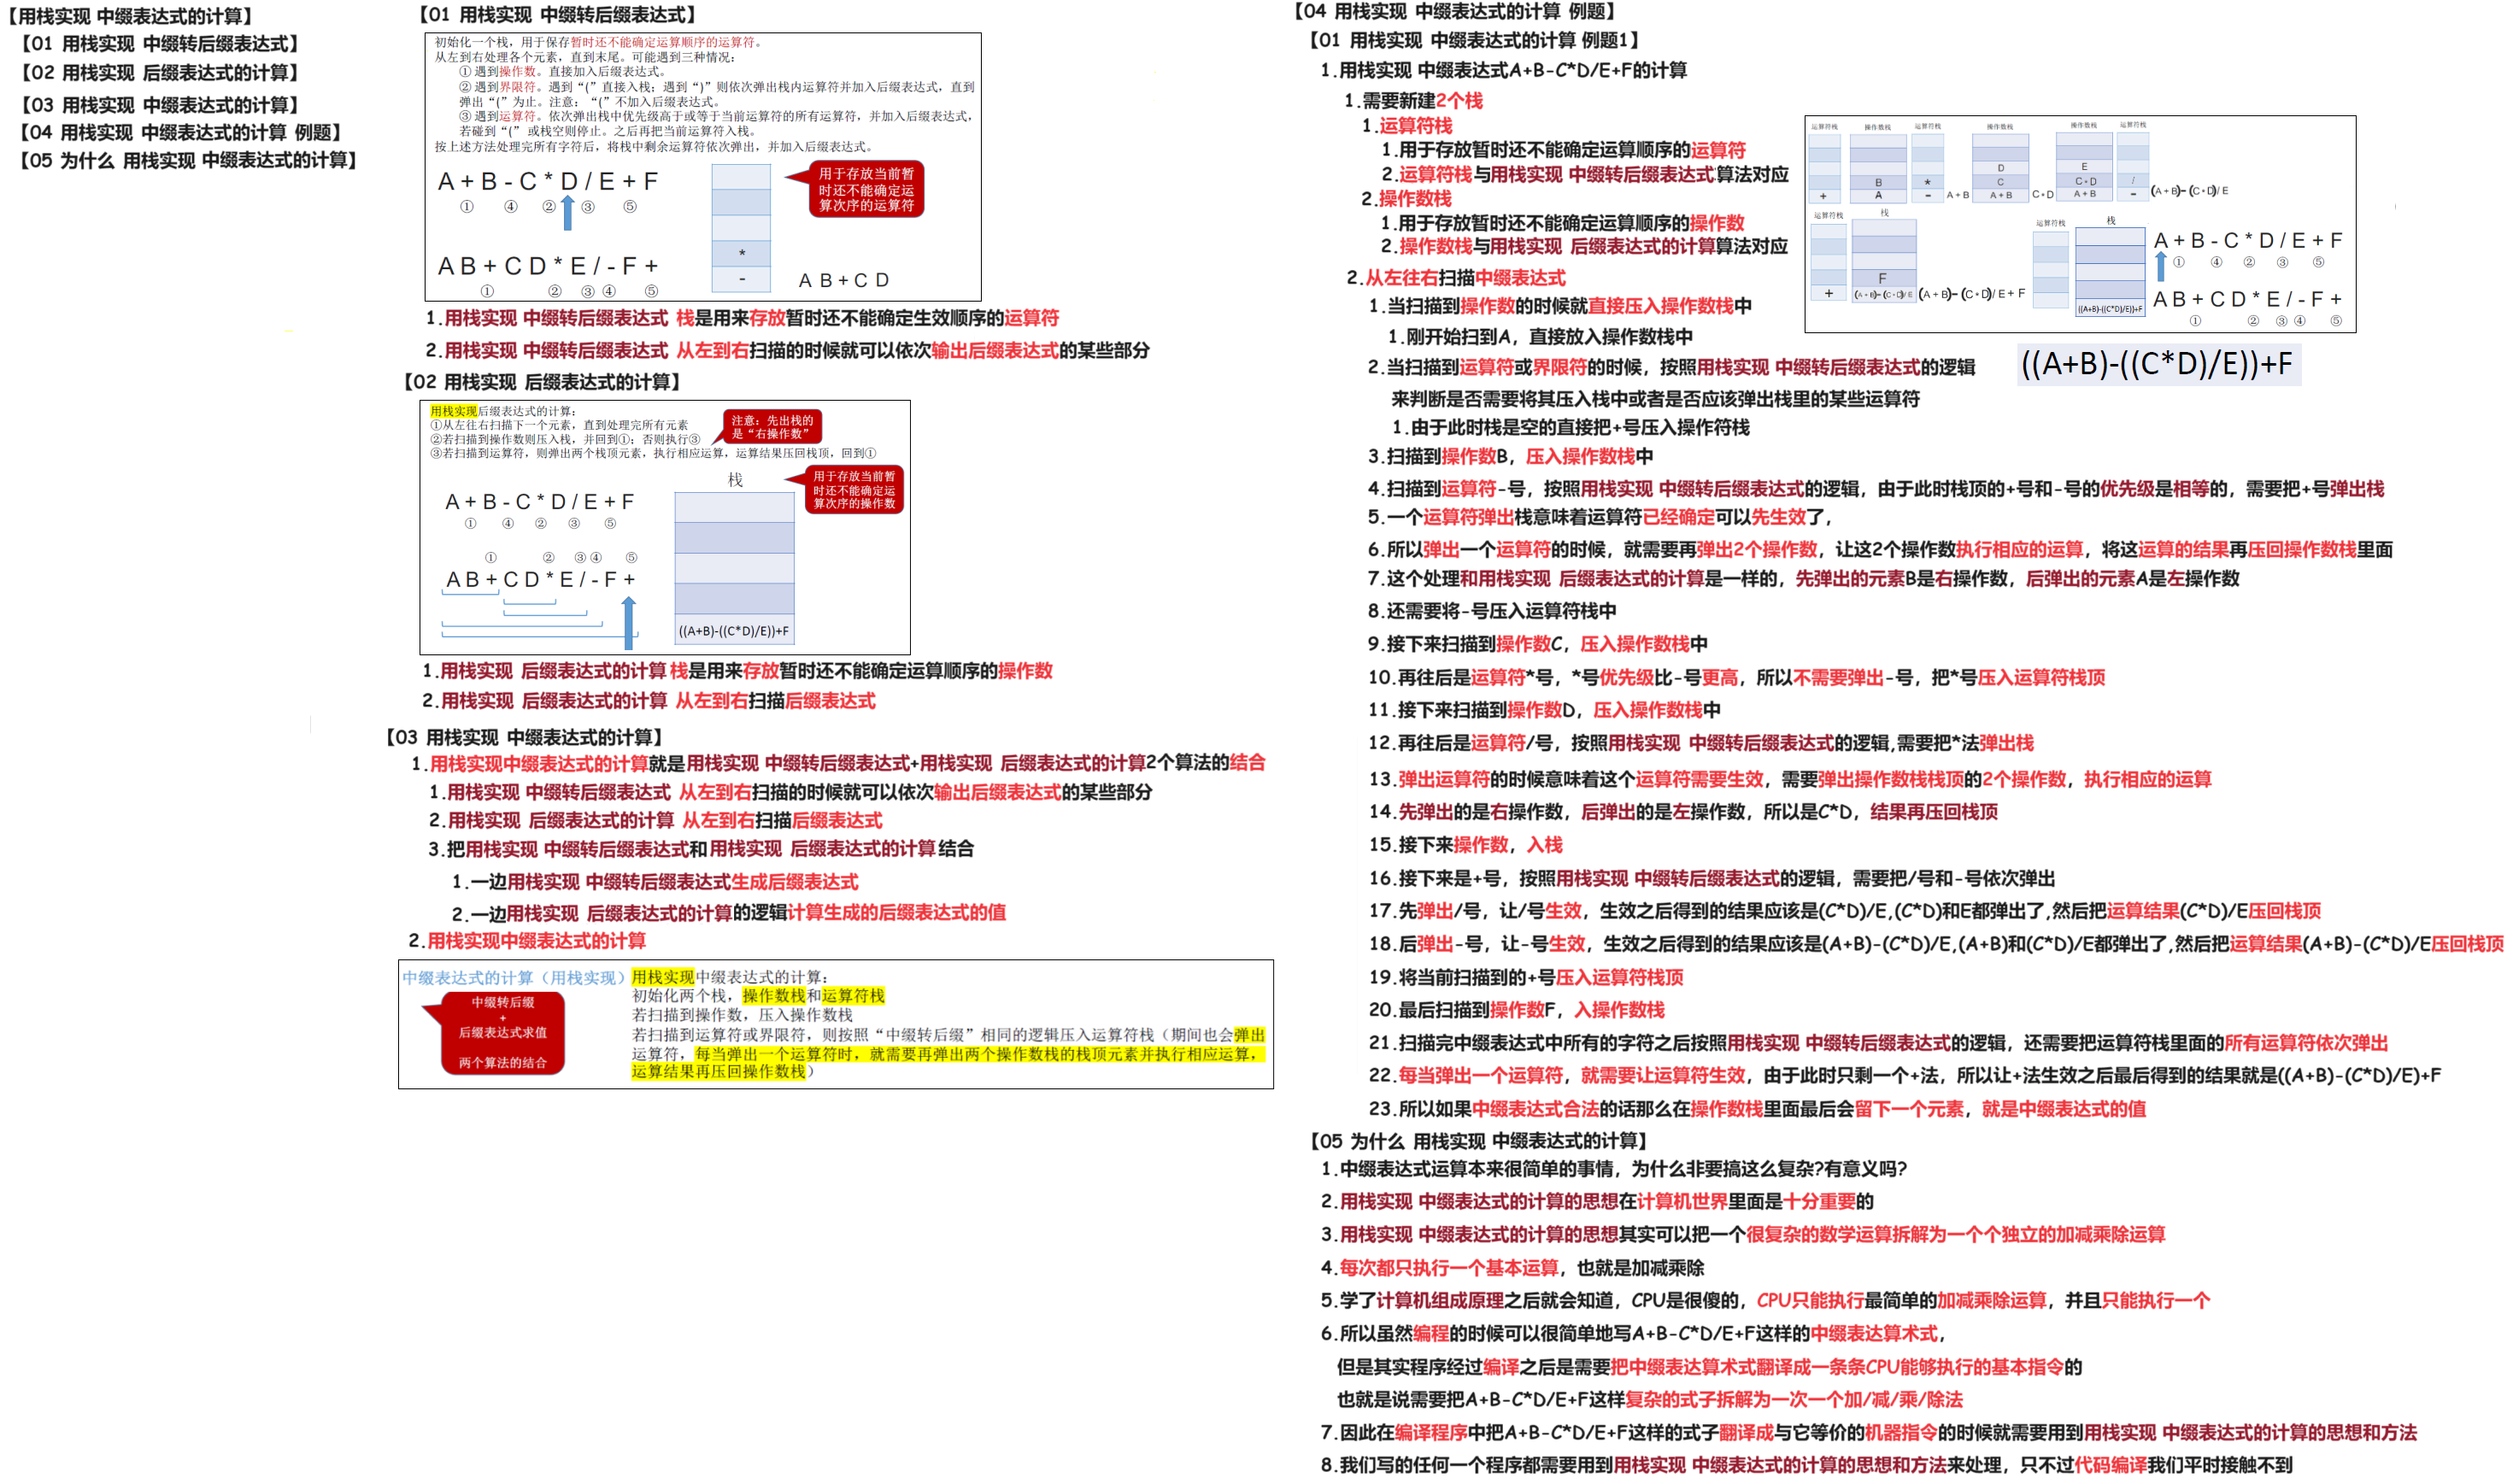 【用栈实现 中缀表达式的计算】
【01 用栈实现 中缀转后缀表达式】
【02 用栈实现 后缀表达式的计算】
【03 用栈实现 中缀表达式的计算】
【04 用栈实现 中缀表达式的计算 例题】
【05 为什么 用栈实现 中缀表达式的计算】
【01 用栈实现 中缀转后缀表达式】
初始化一个栈，用于保存暂时还不能确定运算顺序的运算符。
从左到右处理各个元素，直到末尾。可能遇到三种情况：
① 遇到操作数。直接加入后缀表达式。
② 遇到界限符。遇到“(”直接入栈；遇到“)”则依次弹出栈内运算符并加入后缀表达式，直到
弹出“(”为止。注意：“(”不加入后缀表达式。
③ 遇到运算符。依次弹出栈中优先级高于或等于当前运算符的所有运算符，并加入后缀表达式，
若碰到“(”或栈空则停止。之后再把当前运算符入栈。
按上述方法处理完所有字符后，将栈中剩余运算符依次弹出，并加入后缀表达式。
A + B - C * D / E + F
① ④ ② ③ ⑤
A B + C D * E / - F +
① ② ③ ④ ⑤
*
-
A B + C D
用于存放当前暂
时还不能确定运
算次序的运算符
1.用栈实现 中缀转后缀表达式 栈是用来存放暂时还不能确定生效顺序的运算符
2.用栈实现 中缀转后缀表达式 从左到右扫描的时候就可以依次输出后缀表达式的某些部分
【02 用栈实现 后缀表达式的计算】
用栈实现后缀表达式的计算：
①从左往右扫描下一个元素，直到处理完所有元素
②若扫描到操作数则压入栈，并回到①；否则执行③
③若扫描到运算符，则弹出两个栈顶元素，执行相应运算，运算结果压回栈顶，回到①
注意：先出栈的
是“右操作数”
栈
用于存放当前暂
时还不能确定运
算次序的操作数
A + B - C * D / E + F
① ④ ② ③ ⑤
① ② ③ ④ ⑤
A B + C D * E / - F +
((A+B)-((C*D)/E))+F
1.用栈实现 后缀表达式的计算 栈是用来存放暂时还不能确定运算顺序的操作数
2.用栈实现 后缀表达式的计算 从左到右扫描后缀表达式
【03 用栈实现 中缀表达式的计算】
1.用栈实现中缀表达式的计算就是用栈实现 中缀转后缀表达式+用栈实现 后缀表达式的计算2个算法的结合
1.用栈实现 中缀转后缀表达式 从左到右扫描的时候就可以依次输出后缀表达式的某些部分
2.用栈实现 后缀表达式的计算 从左到右扫描后缀表达式
3.把用栈实现 中缀转后缀表达式和用栈实现 后缀表达式的计算结合
1.一边用栈实现 中缀转后缀表达式生成后缀表达式
2.一边用栈实现 后缀表达式的计算的逻辑计算生成的后缀表达式的值
2.用栈实现中缀表达式的计算
中缀表达式的计算（用栈实现）
中缀转后缀
+
后缀表达式求值
两个算法的结合
用栈实现中缀表达式的计算：
初始化两个栈，操作数栈和运算符栈
若扫描到操作数，压入操作数栈
若扫描到运算符或界限符，则按照“中缀转后缀”相同的逻辑压入运算符栈（期间也会弹出
运算符，每当弹出一个运算符时，就需要再弹出两个操作数栈的栈顶元素并执行相应运算，
运算结果再压回操作数栈）
【04 用栈实现 中缀表达式的计算 例题】
【01 用栈实现 中缀表达式的计算 例题1】
1.用栈实现 中缀表达式A+B-C*D/E+F的计算
1.需要新建2个栈
1.运算符栈
1.用于存放暂时还不能确定运算顺序的运算符
2.运算符栈与用栈实现 中缀转后缀表达式算法对应
2.操作数栈
1.用于存放暂时还不能确定运算顺序的操作数
2.操作数栈与用栈实现 后缀表达式的计算算法对应
运算符栈 操作数栈 运算符栈 操作数栈 操作数栈 运算符栈
D E
B * C C*D /
+ A - A+B A+B C*D A+B - (A+B)-(C*D)/E
运算符栈 栈 运算符栈 栈
F
+ (A+B)-(C*D)/E (A+B)-(C*D)/E+F
((A+B)-((C*D)/E))+F
A + B - C * D / E + F
① ④ ② ③ ⑤
A B + C D * E / - F +
① ② ③ ④ ⑤
((A+B)-((C*D)/E))+F
2.从左往右扫描中缀表达式
1.当扫描到操作数的时候就直接压入操作数栈中
1.刚开始扫到A，直接放入操作数栈中
2.当扫描到运算符或界限符的时候，按照用栈实现 中缀转后缀表达式的逻辑
来判断是否需要将其压入栈中或者是否应该弹出栈里的某些运算符
1.由于此时栈是空的直接把+号压入操作符栈
3.扫描到操作数B，压入操作数栈中
4.扫描到运算符-号，按照用栈实现 中缀转后缀表达式的逻辑，由于此时栈顶的+号和-号的优先级是相等的，需要把+号弹出栈
5.一个运算符弹出栈意味着运算符已经确定可以先生效了，
6.所以弹出一个运算符的时候，就需要再弹出2个操作数，让这2个操作数执行相应的运算，将这运算的结果再压回操作数栈里面
7.这个处理和用栈实现 后缀表达式的计算是一样的，先弹出的元素B是右操作数，后弹出的元素A是左操作数
8.还需要将-号压入运算符栈中
9.接下来扫描到操作数C，压入操作数栈中
10.再往后是运算符*号，*号优先级比-号更高，所以不需要弹出-号，把*号压入运算符栈顶
11.接下来扫描到操作数D，压入操作数栈中
12.再往后是运算符/号，按照用栈实现 中缀转后缀表达式的逻辑,需要把*法弹出栈
13.弹出运算符的时候意味着这个运算符需要生效，需要弹出操作数栈栈顶的2个操作数，执行相应的运算
14.先弹出的是右操作数，后弹出的是左操作数，所以是C*D，结果再压回栈顶
15.接下来操作数，入栈
16.接下来是+号，按照用栈实现 中缀转后缀表达式的逻辑，需要把/号和-号依次弹出
17.先弹出/号，让/号生效，生效之后得到的结果应该是(C*D)/E,(C*D)和E都弹出了,然后把运算结果(C*D)/E压回栈顶
18.后弹出-号，让-号生效，生效之后得到的结果应该是(A+B)-(C*D)/E,(A+B)和(C*D)/E都弹出了,然后把运算结果(A+B)-(C*D)/E压回栈顶
19.将当前扫描到的+号压入运算符栈顶
20.最后扫描到操作数F，入操作数栈
21.扫描完中缀表达式中所有的字符之后按照用栈实现 中缀转后缀表达式的逻辑，还需要把运算符栈里面的所有运算符依次弹出
22.每当弹出一个运算符，就需要让运算符生效，由于此时只剩一个+法，所以让+法生效之后最后得到的结果就是((A+B)-(C*D)/E)+F
23.所以如果中缀表达式合法的话那么在操作数栈里面最后会留下一个元素，就是中缀表达式的值
【05 为什么 用栈实现 中缀表达式的计算】
1.中缀表达式运算本来很简单的事情，为什么非要搞这么复杂?有意义吗?
2.用栈实现 中缀表达式的计算的思想在计算机世界里面是十分重要的
3.用栈实现 中缀表达式的计算的思想其实可以把一个很复杂的数学运算拆解为一个个独立的加减乘除运算
4.每次都只执行一个基本运算，也就是加减乘除
5.学了计算机组成原理之后就会知道，CPU是很傻的，CPU只能执行最简单的加减乘除运算，并且只能执行一个
6.所以虽然编程的时候可以很简单地写A+B-C*D/E+F这样的中缀表达算术式，
但是其实程序经过编译之后是需要把中缀表达算术式翻译成一条条CPU能够执行的基本指令的
也就是说需要把A+B-C*D/E+F这样复杂的式子拆解为一次一个加/减/乘/除法
7.因此在编译程序中把A+B-C*D/E+F这样的式子翻译成与它等价的机器指令的时候就需要用到用栈实现 中缀表达式的计算的思想和方法
8.我们写的任何一个程序都需要用到用栈实现 中缀表达式的计算的思想和方法来处理，只不过代码编译我们平时接触不到